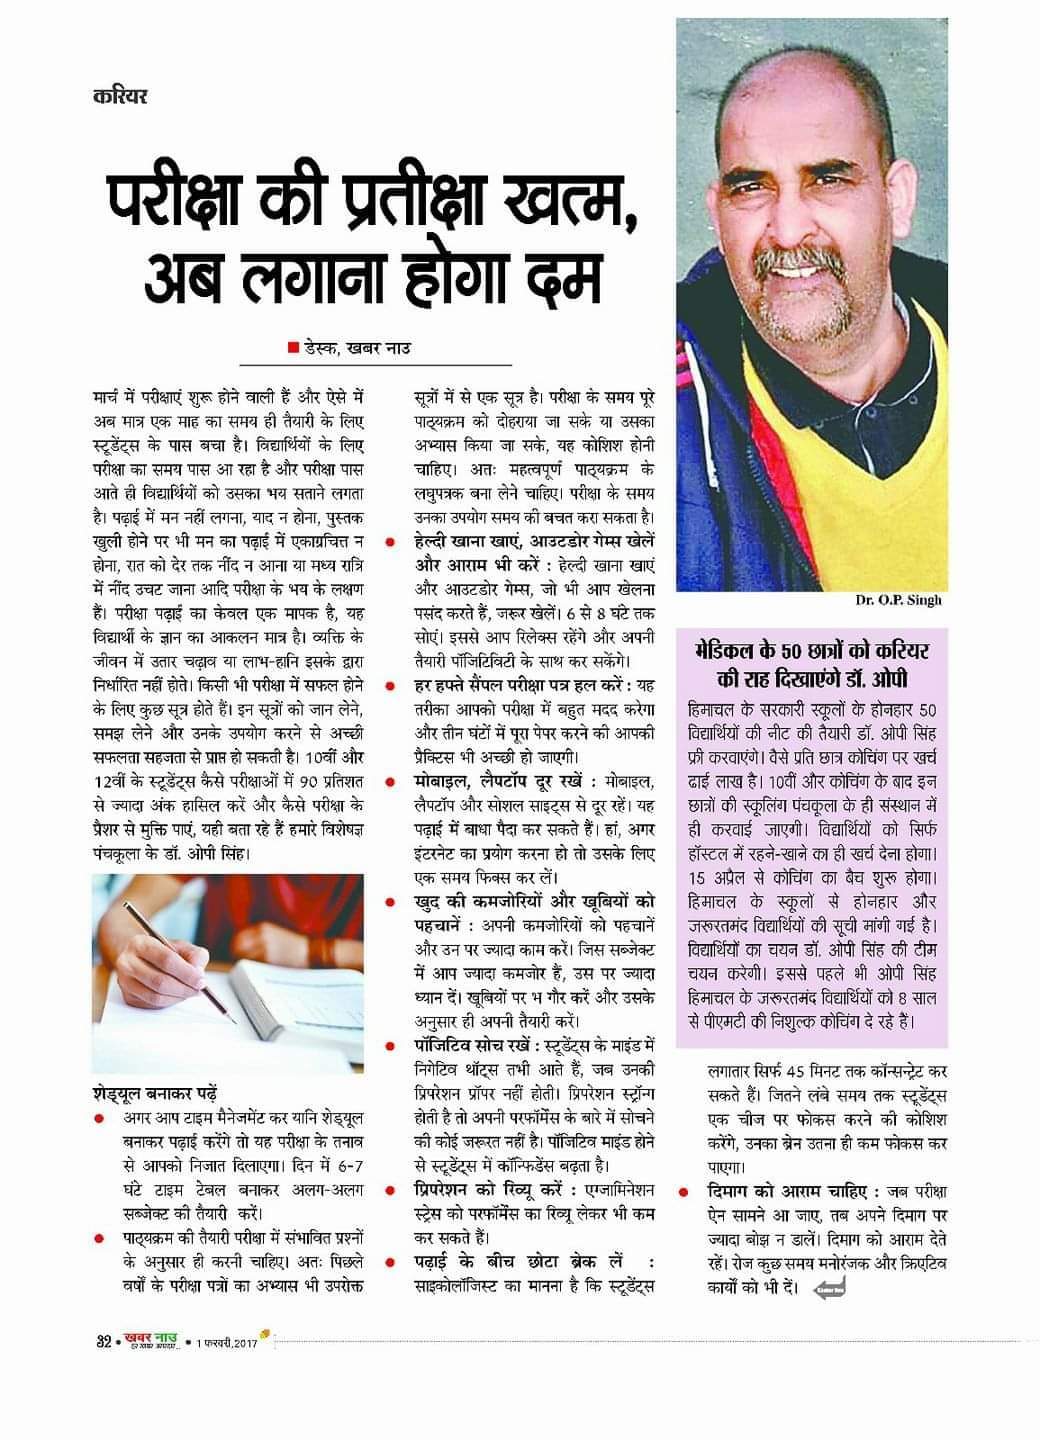 करियर
परीक्षा की प्रतीक्षा खत्म,
अब लगाना होगा दम
डेस्क, खबर नाउ
मार्च में परीक्षाएं शुरू होने वाली हैं और ऐसे में
अब मात्र एक माह का समय ही तैयारी के लिए
स्टूडेंट्स के पास बचा है। विद्यार्थियों के लिए
परीक्षा का समय पास आ रहा है और परीक्षा पास
आते ही विद्यार्थियों को उसका भय सताने लगता
है। पढ़ाई में मन नहीं लगना, याद न होना, पुस्तक
खुली होने पर भी मन का पढ़ाई में एकाग्रचित्त न
होना, रात को देर तक नींद न आना या मध्य रात्रि
में नींद उचट जाना आदि परीक्षा के भय के लक्षण
हैं। परीक्षा पढ़ाई का केवल एक मापक है, यह
विद्यार्थी के ज्ञान का आकलन मात्र है। व्यक्ति के
जीवन में उतार चढ़ाव या लाभ-हानि इसके द्वारा
निर्धारित नहीं होते। किसी भी परीक्षा में सफल होने
के लिए कुछ सूत्र होते हैं। इन सूत्रों को जान लेने,
समझ लेने और उनके उपयोग करने से अच्छी
सफलता सहजता से प्राप्त हो सकती है। 10वीं और
12वीं के स्टूडेंट्स कैसे परीक्षाओं में 90 प्रतिशत
से ज्यादा अंक हासिल करें और कैसे परीक्षा के
प्रैशर से मुक्ति पाएं, यही बता रहे हैं हमारे विशेषज्ञ
पंचकूला के डॉ. ओपी सिंह।
शेड्यूल बनाकर पढ़ें
● अगर आप टाइम मैनेजमेंट कर यानि शेड्यूल
बनाकर पढ़ाई करेंगे तो यह परीक्षा के तनाव
से आपको निजात दिलाएगा। दिन में 6-7
घंटे टाइम टेबल बनाकर अलग-अलग
सब्जेक्ट की तैयारी करें।
● पाठ्यक्रम की तैयारी परीक्षा में संभावित प्रश्नों
के अनुसार ही करनी चाहिए। अतः पिछले
वर्षों के परीक्षा पत्रों का अभ्यास भी उपरोक्त
सूत्रों में से एक सूत्र है। परीक्षा के समय पूरे
पाठ्यक्रम को दोहराया जा सके या उसका
अभ्यास किया जा सके, यह कोशिश होनी
चाहिए। अतः महत्वपूर्ण पाठ्यक्रम के
लघुपत्रक बना लेने चाहिए। परीक्षा के समय
उनका उपयोग समय की बचत करा सकता है।
● हेल्दी खाना खाएं, आउटडोर गेम्स खेलें
और आराम भी करें : हेल्दी खाना खाएं
और आउटडोर गेम्स, जो भी आप खेलना
पसंद करते हैं, जरूर खेलें। 6 से 8 घंटे तक
सोएं। इससे आप रिलेक्स रहेंगे और अपनी
तैयारी पॉजिटिविटी के साथ कर सकेंगे।
● हर हफ्ते सैंपल परीक्षा पत्र हल करें : यह
तरीका आपको परीक्षा में बहुत मदद करेगा
और तीन घंटों में पूरा पेपर करने की आपकी
प्रैक्टिस भी अच्छी हो जाएगी।
● मोबाइल, लैपटॉप दूर रखें : मोबाइल,
लैपटॉप और सोशल साइट्स से दूर रहें। यह
पढ़ाई में बाधा पैदा कर सकते हैं। हां, अगर
इंटरनेट का प्रयोग करना हो तो उसके लिए
एक समय फिक्स कर लें।
● खुद की कमजोरियों और खूबियों को
पहचानें : अपनी कमजोरियों को पहचानें
और उन पर ज्यादा काम करें। जिस सब्जेक्ट
में आप ज्यादा कमजोर हैं, उस पर ज्यादा
ध्यान दें। खूबियों पर भ गौर करें और उसके
अनुसार ही अपनी तैयारी करें।
● पॉजिटिव सोच रखें : स्टूडेंट्स के माइंड में
निगेटिव थॉट्स तभी आते हैं, जब उनकी
प्रिपरेशन प्रॉपर नहीं होती। प्रिपरेशन स्ट्रॉन्ग
होती है तो अपनी परफॉर्मेंस के बारे में सोचने
की कोई जरूरत नहीं है। पॉजिटिव माइंड होने
से स्टूडेंट्स में कॉन्फिडेंस बढ़ता है।
● प्रिपरेशन को रिव्यू करें : एग्जामिनेशन
स्ट्रेस को परफॉर्मेंस का रिव्यू लेकर भी कम
कर सकते हैं।
● पढ़ाई के बीच छोटा ब्रेक लें :
साइकोलॉजिस्ट का मानना है कि स्टूडेंट्स
Dr. O.P. Singh
मेडिकल के 50 छात्रों को करियर
की राह दिखाएंगे डॉ. ओपी
हिमाचल के सरकारी स्कूलों के होनहार 50
विद्यार्थियों की नीट की तैयारी डॉ. ओपी सिंह
फ्री करवाएंगे। वैसे प्रति छात्र कोचिंग पर खर्च
ढाई लाख है। 10वीं और कोचिंग के बाद इन
छात्रों की स्कूलिंग पंचकूला के ही संस्थान में
ही करवाई जाएगी। विद्यार्थियों को सिर्फ
हॉस्टल में रहने-खाने का ही खर्च देना होगा।
15 अप्रैल से कोचिंग का बैच शुरू होगा।
हिमाचल के स्कूलों से होनहार और
जरूरतमंद विद्यार्थियों की सूची मांगी गई है।
विद्यार्थियों का चयन डॉ. ओपी सिंह की टीम
चयन करेगी। इससे पहले भी ओपी सिंह
हिमाचल के जरूरतमंद विद्यार्थियों को 8 साल
से पीएमटी की निशुल्क कोचिंग दे रहे हैं।
लगातार सिर्फ 45 मिनट तक कॉन्सन्ट्रेट कर
सकते हैं। जितने लंबे समय तक स्टूडेंट्स
एक चीज पर फोकस करने की कोशिश
करेंगे, उनका ब्रेन उतना ही कम फोकस कर
पाएगा।
● दिमाग को आराम चाहिए : जब परीक्षा
ऐन सामने आ जाए, तब अपने दिमाग पर
ज्यादा बोझ न डालें। दिमाग को आराम देते
रहें। रोज कुछ समय मनोरंजक और क्रिएटिव
कार्यों को भी दें।
32 • खबर नाउ • 1 फरवरी,2017